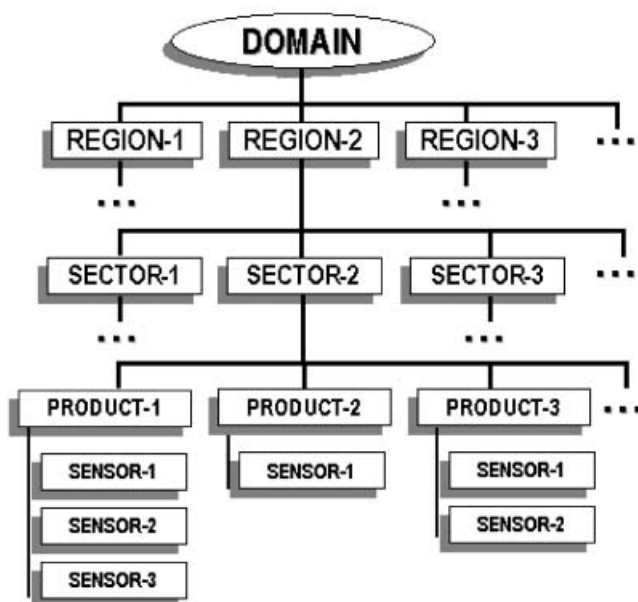 DOMAIN
REGION-1 REGION-2 REGION-3 ...
... ...
SECTOR-1 SECTOR-2 SECTOR-3 ...
... ...
PRODUCT-1 PRODUCT-2 PRODUCT-3 ...
SENSOR-1 SENSOR-1 SENSOR-1
SENSOR-2 SENSOR-2
SENSOR-3